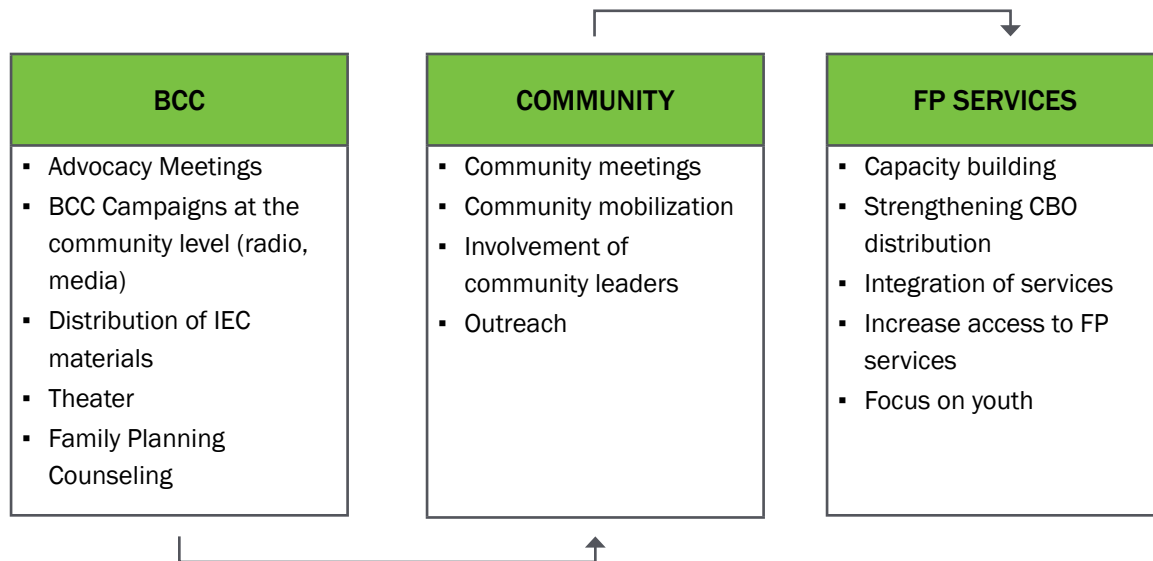 BCC
▪ Advocacy Meetings
▪ BCC Campaigns at the
community level (radio,
media)
▪ Distribution of IEC
materials
▪ Theater
▪ Family Planning
Counseling
COMMUNITY
▪ Community meetings
▪ Community mobilization
▪ Involvement of
community leaders
▪ Outreach
FP SERVICES
▪ Capacity building
▪ Strengthening CBO
distribution
▪ Integration of services
▪ Increase access to FP
services
▪ Focus on youth